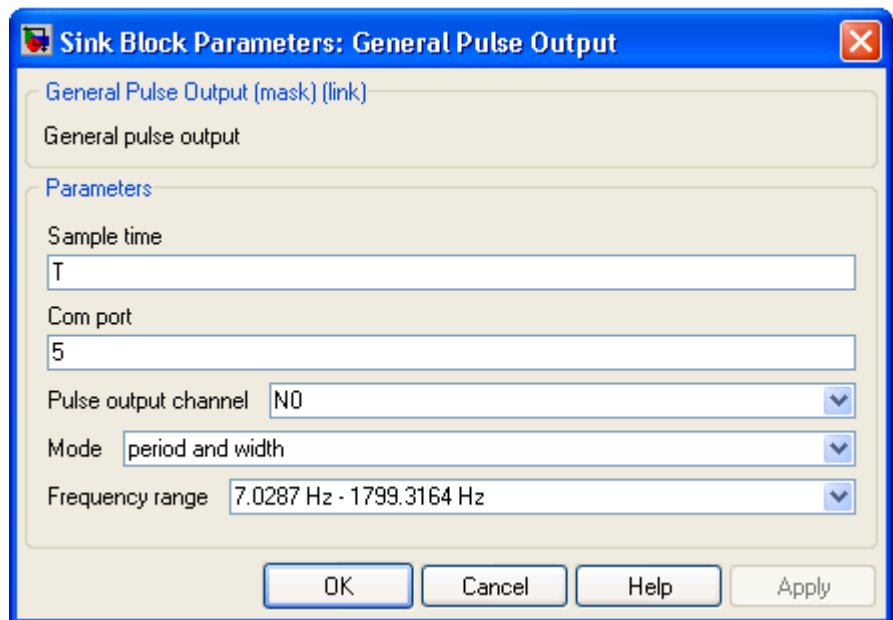 Sink Block Parameters: General Pulse Output
General Pulse Output (mask) (link)
General pulse output
Parameters
Sample time
T
Com port
5
Pulse output channel N0
Mode period and width
Frequency range 7.0287 Hz - 1799.3164 Hz
OK Cancel Help Apply